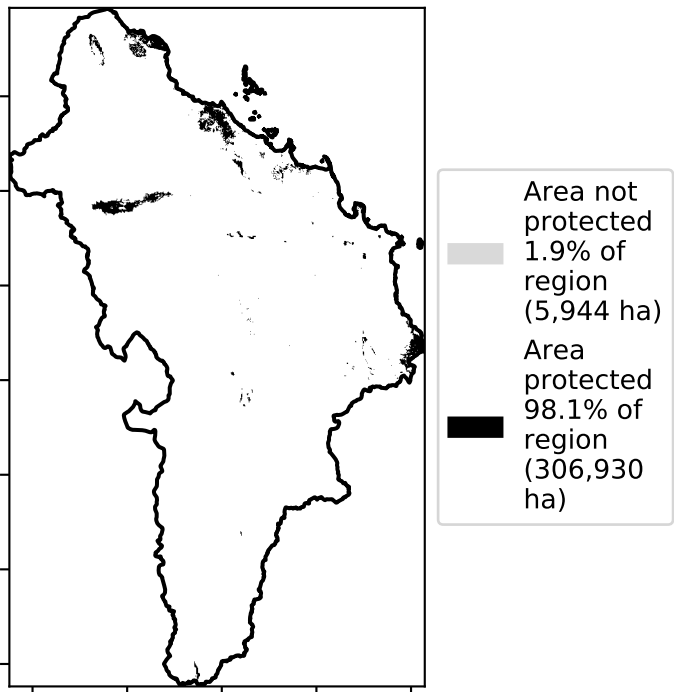 Area not
protected
1.9% of
region
(5,944 ha)
Area
protected
98.1% of
region
(306,930
ha)